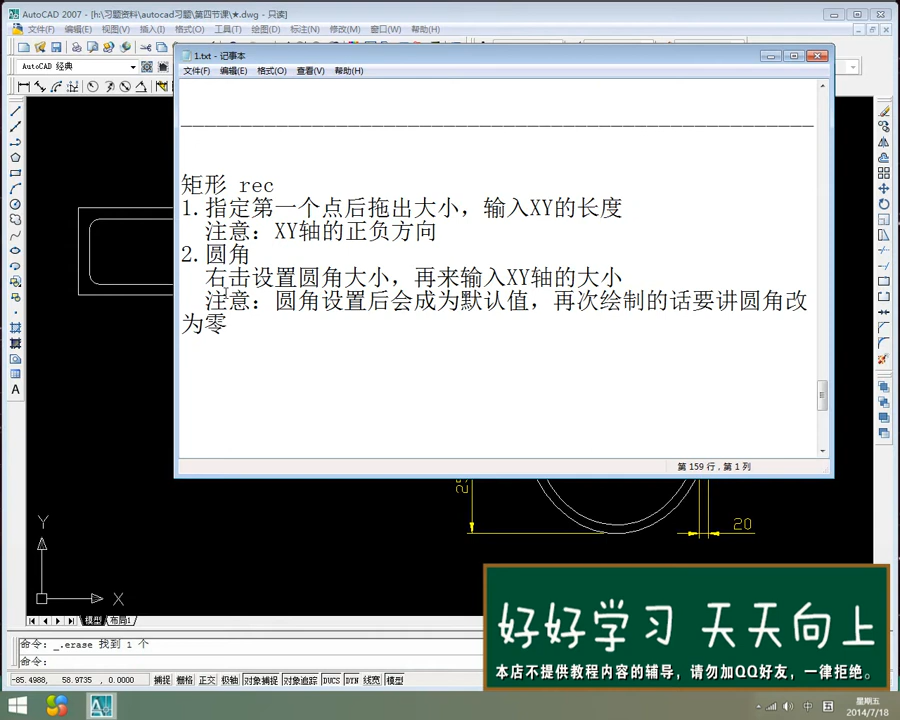 AutoCAD 2007 - [h:\习题资料\autocad习题\第四节课\★.dwg - 只读]
文件(F) 编辑(E) 视图(V) 插入(I) 格式(O) 工具(T) 绘图(D) 标注(N) 修改(M) 窗口(W) 帮助(H)
AutoCAD 经典
1.txt - 记事本
文件(F) 编辑(E) 格式(O) 查看(V) 帮助(H)
矩形 rec
1.指定第一个点后拖出大小，输入XY的长度
注意：XY轴的正负方向
2.圆角
右击设置圆角大小，再来输入XY轴的大小
注意：圆角设置后会成为默认值，再次绘制的话要讲圆角改
为零
第 159 行，第 1 列
20
Y
X
模型 布局1
命令: _.erase 找到 1 个
命令:
-85.4988, 58.9735, 0.0000 捕捉 栅格 正交 极轴 对象捕捉 对象追踪 DUCS DYN 线宽 模型
好好学习 天天向上
本店不提供教程内容的辅导，请勿加QQ好友，一律拒绝。
中 五
星期五
2014/7/18